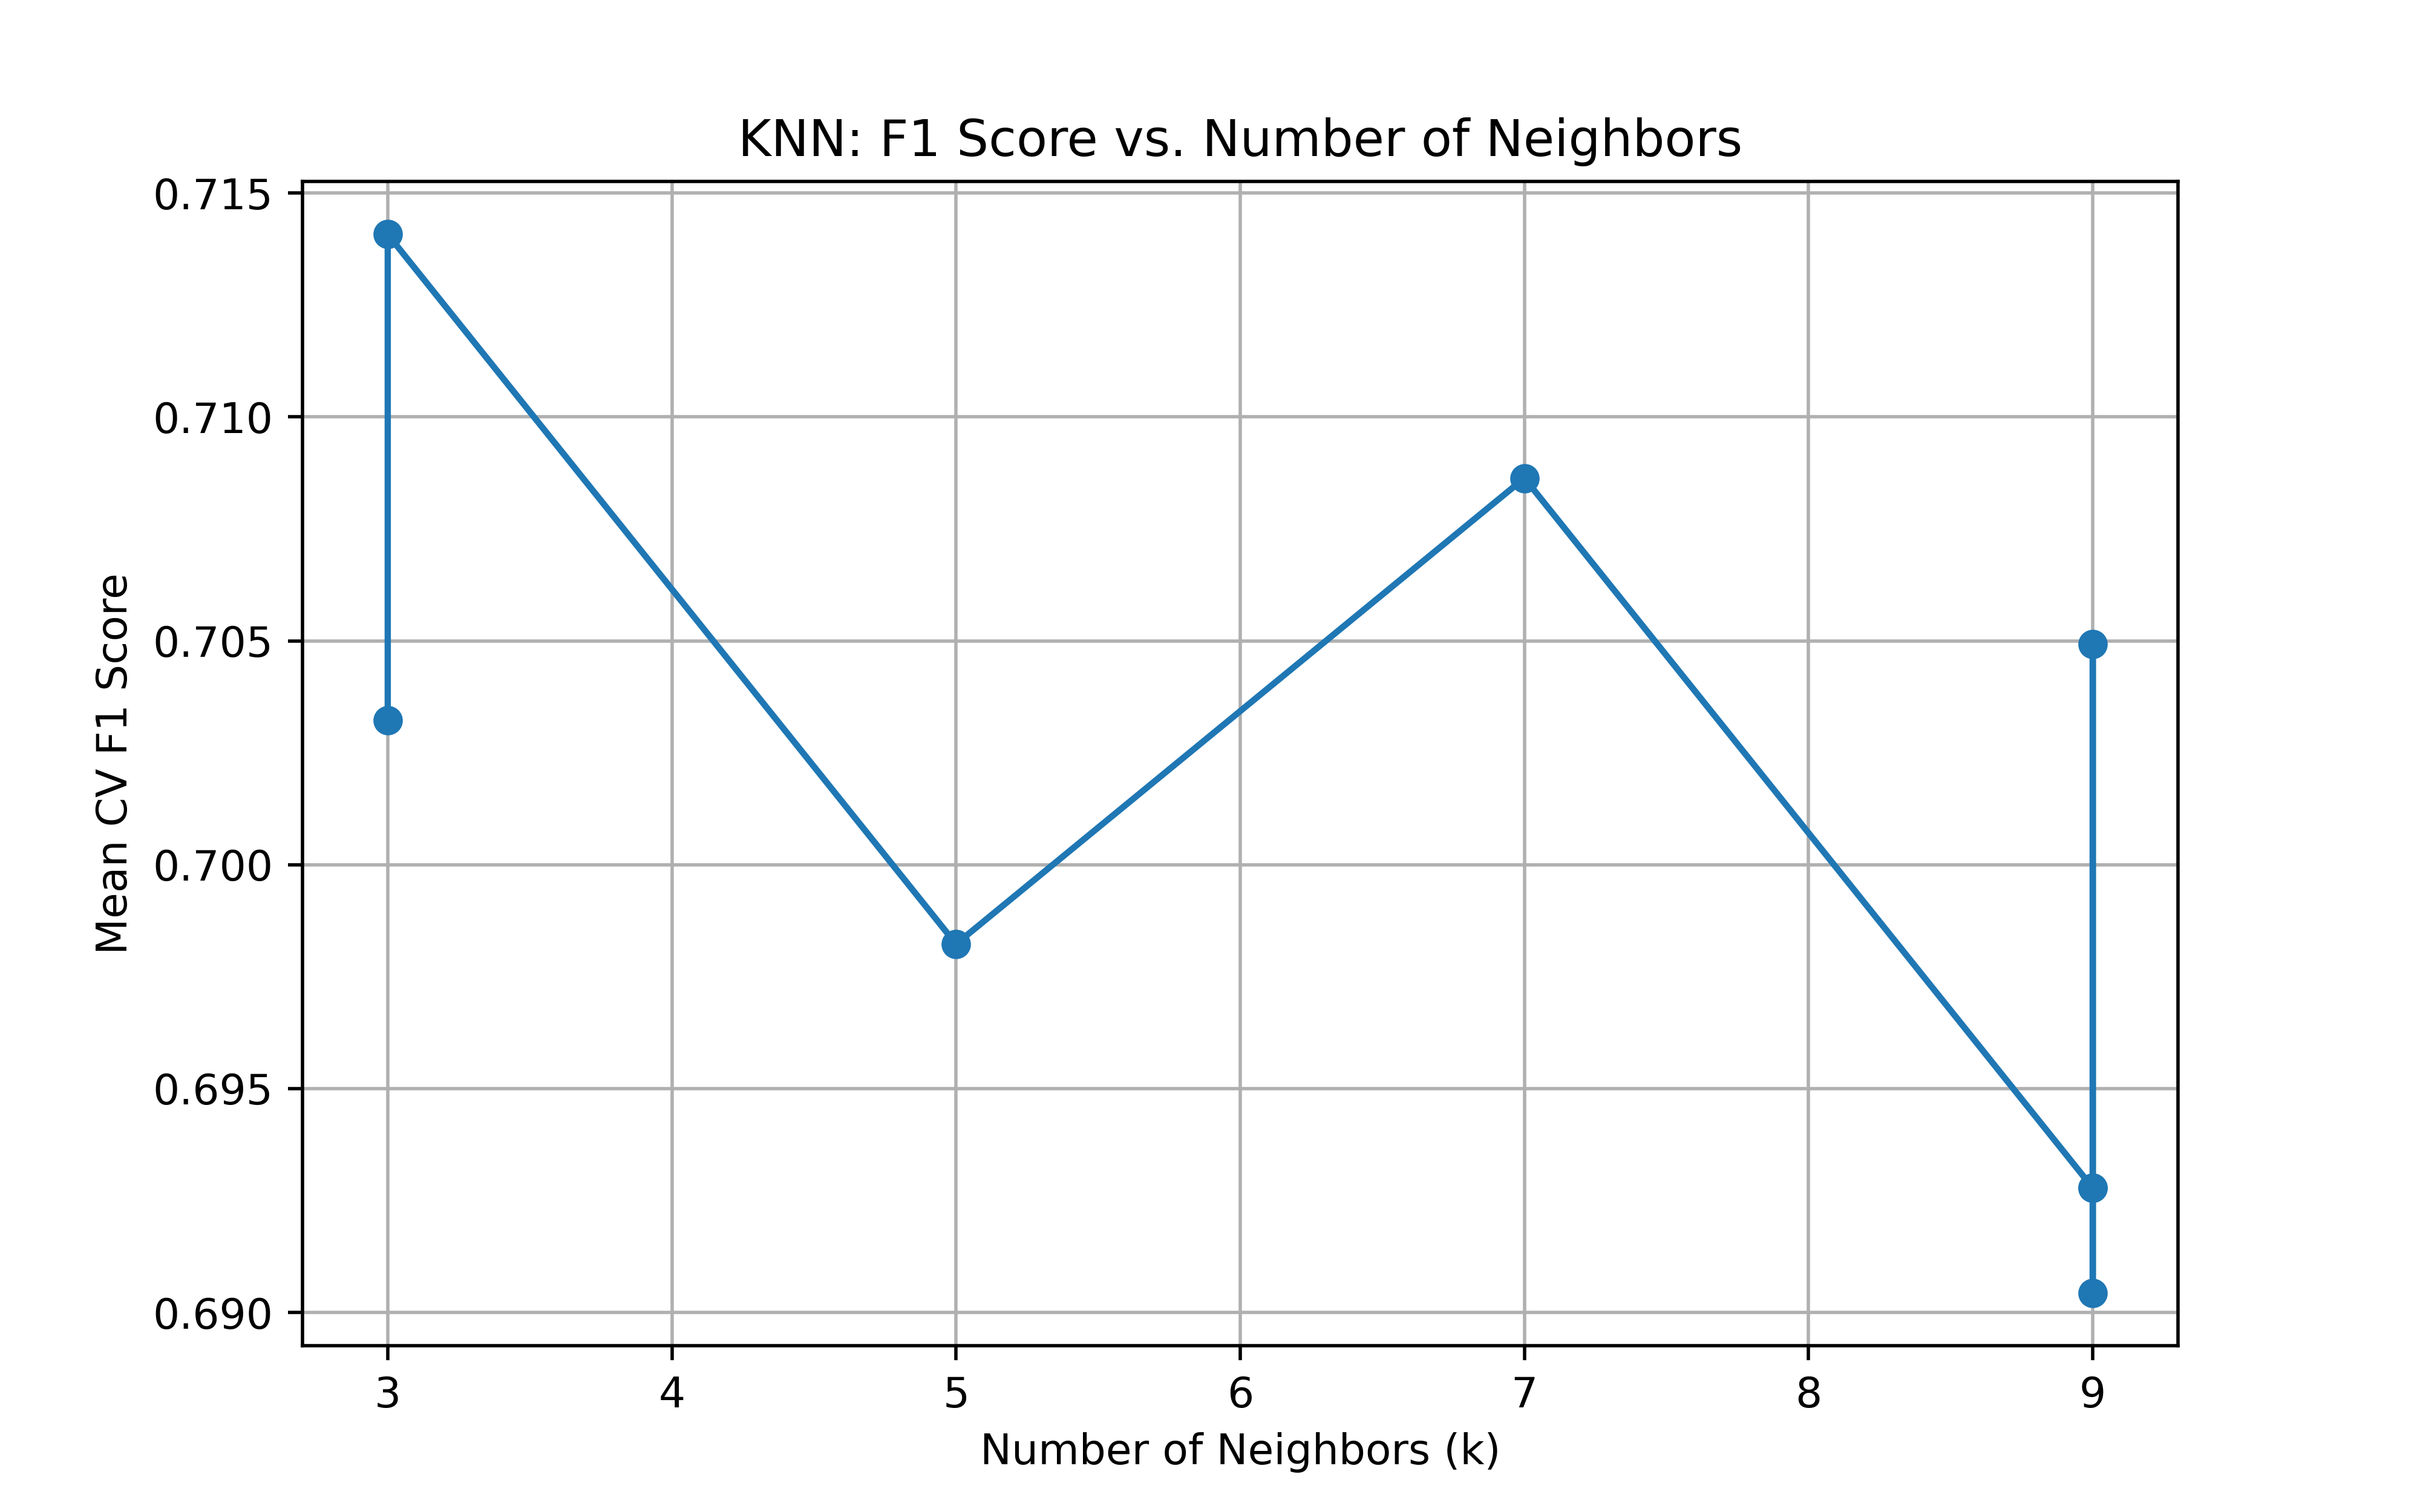 KNN: F1 Score vs. Number of Neighbors
0.715
0.710
0.705
0.700
0.695
0.690
Mean CV F1 Score
3 4 5 6 7 8 9
Number of Neighbors (k)